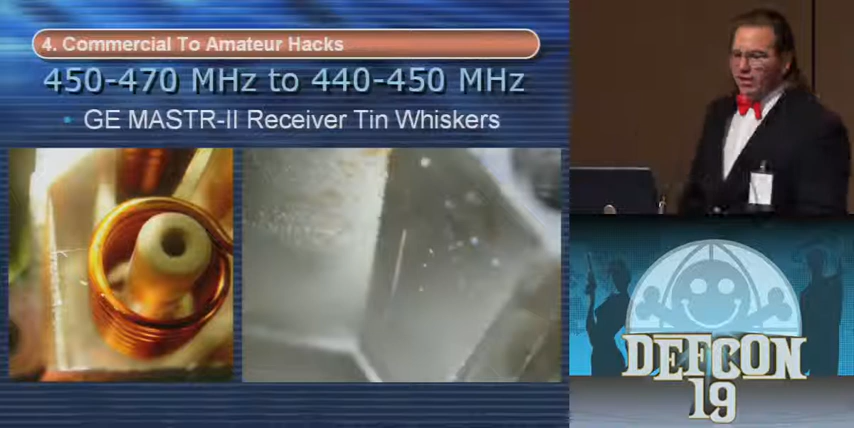 4. Commercial To Amateur Hacks
450-470 MHz to 440-450 MHz
• GE MASTR-II Receiver Tin Whiskers
DEFCON
19